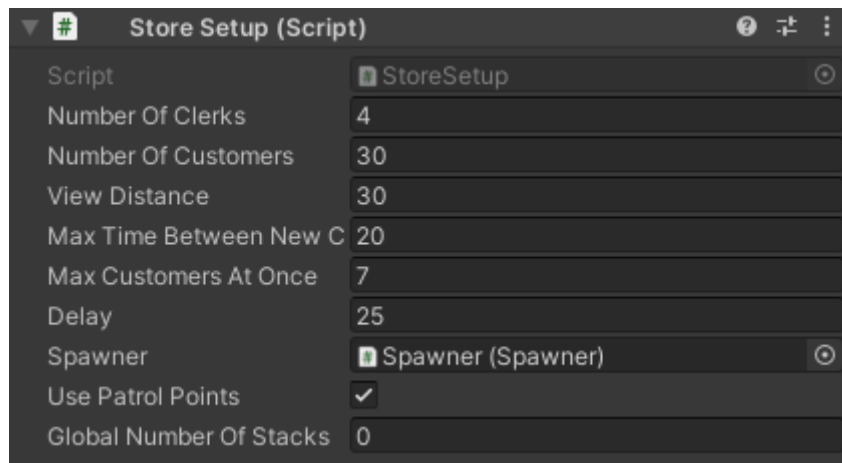 Store Setup (Script)
Script StoreSetup
Number Of Clerks 4
Number Of Customers 30
View Distance 30
Max Time Between New C 20
Max Customers At Once 7
Delay 25
Spawner Spawner (Spawner)
Use Patrol Points
Global Number Of Stacks 0